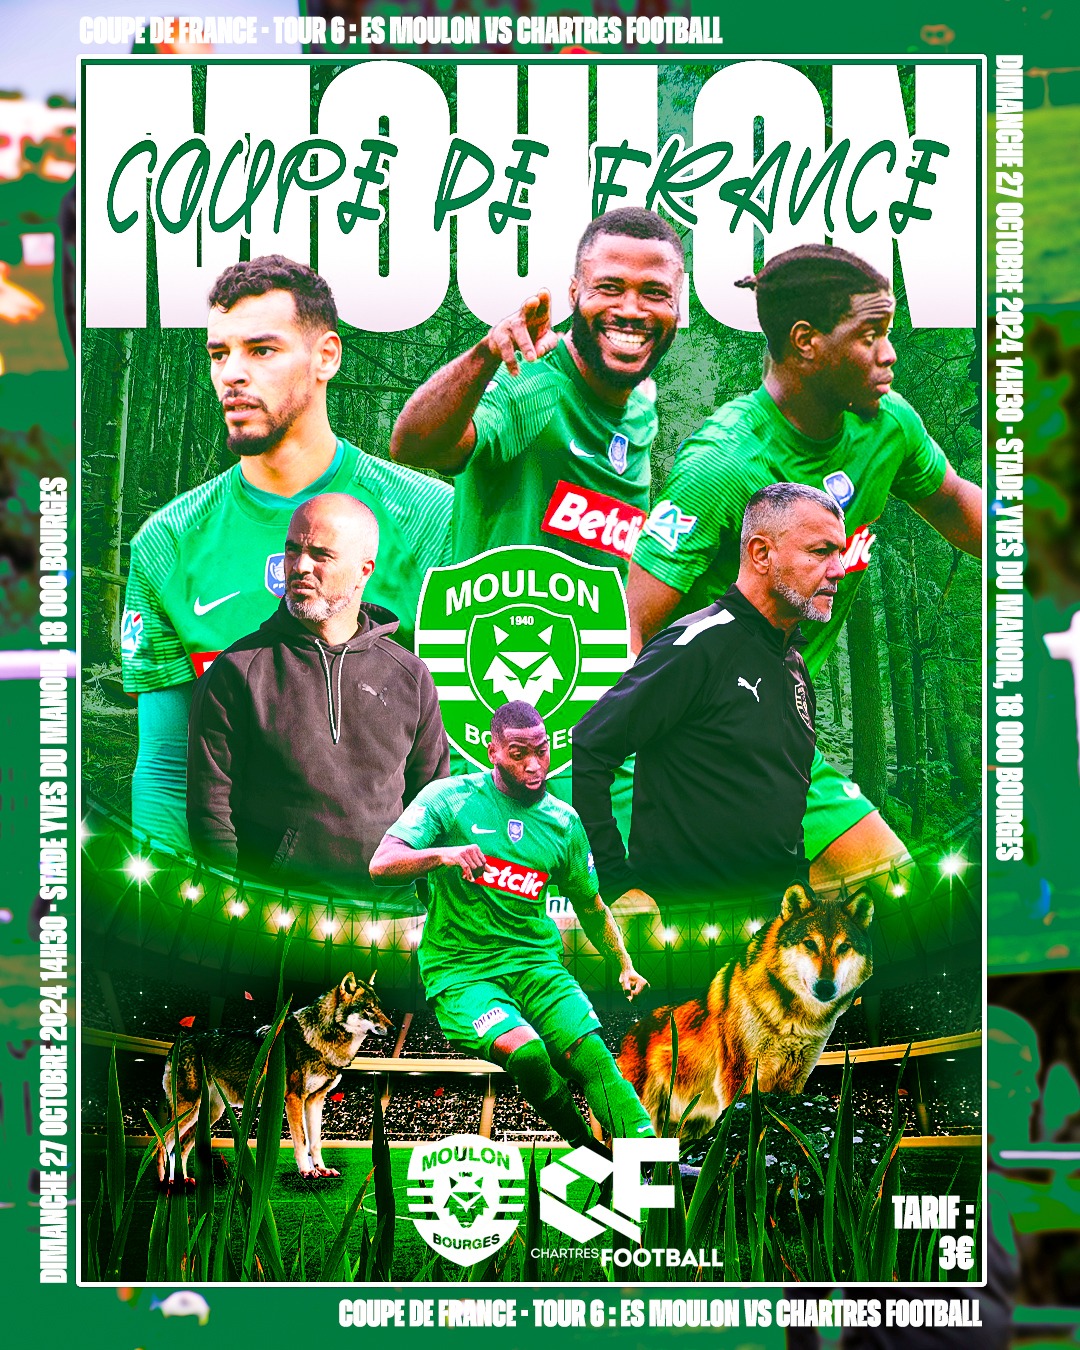 COUPE DE FRANCE - TOUR 6 : ES MOULON VS CHARTRES FOOTBALL
MOULON
COUPE DE FRANCE
DIMANCHE 27 OCTOBRE 2024 14H30 - STADE YVES DU MANOIR, 18 000 BOURGES
DIMANCHE 27 OCTOBRE 2024 14H30 - STADE YVES DU MANOIR, 18 000 BOURGES
Betclic
MOULON
1940
etclic
MOULON
1940
BOURGES
CF
CHARTRES FOOTBALL
TARIF :
3€
COUPE DE FRANCE - TOUR 6 : ES MOULON VS CHARTRES FOOTBALL